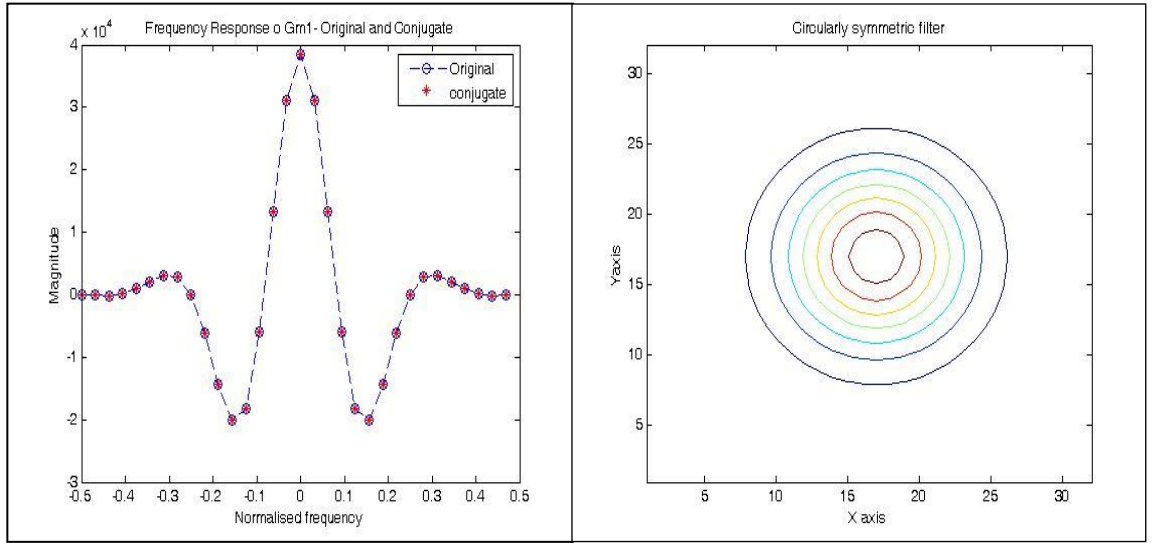 Frequency Response o Gm1- Original and Conjugate
x 10^4
4
3
2
1
0
-1
-2
-3
Magnitude
-0.5 -0.4 -0.3 -0.2 -0.1 0 0.1 0.2 0.3 0.4 0.5
Normalised frequency
Original
conjugate
Circularly symmetric filter
30
25
20
15
10
5
Yaxis
5 10 15 20 25 30
X axis